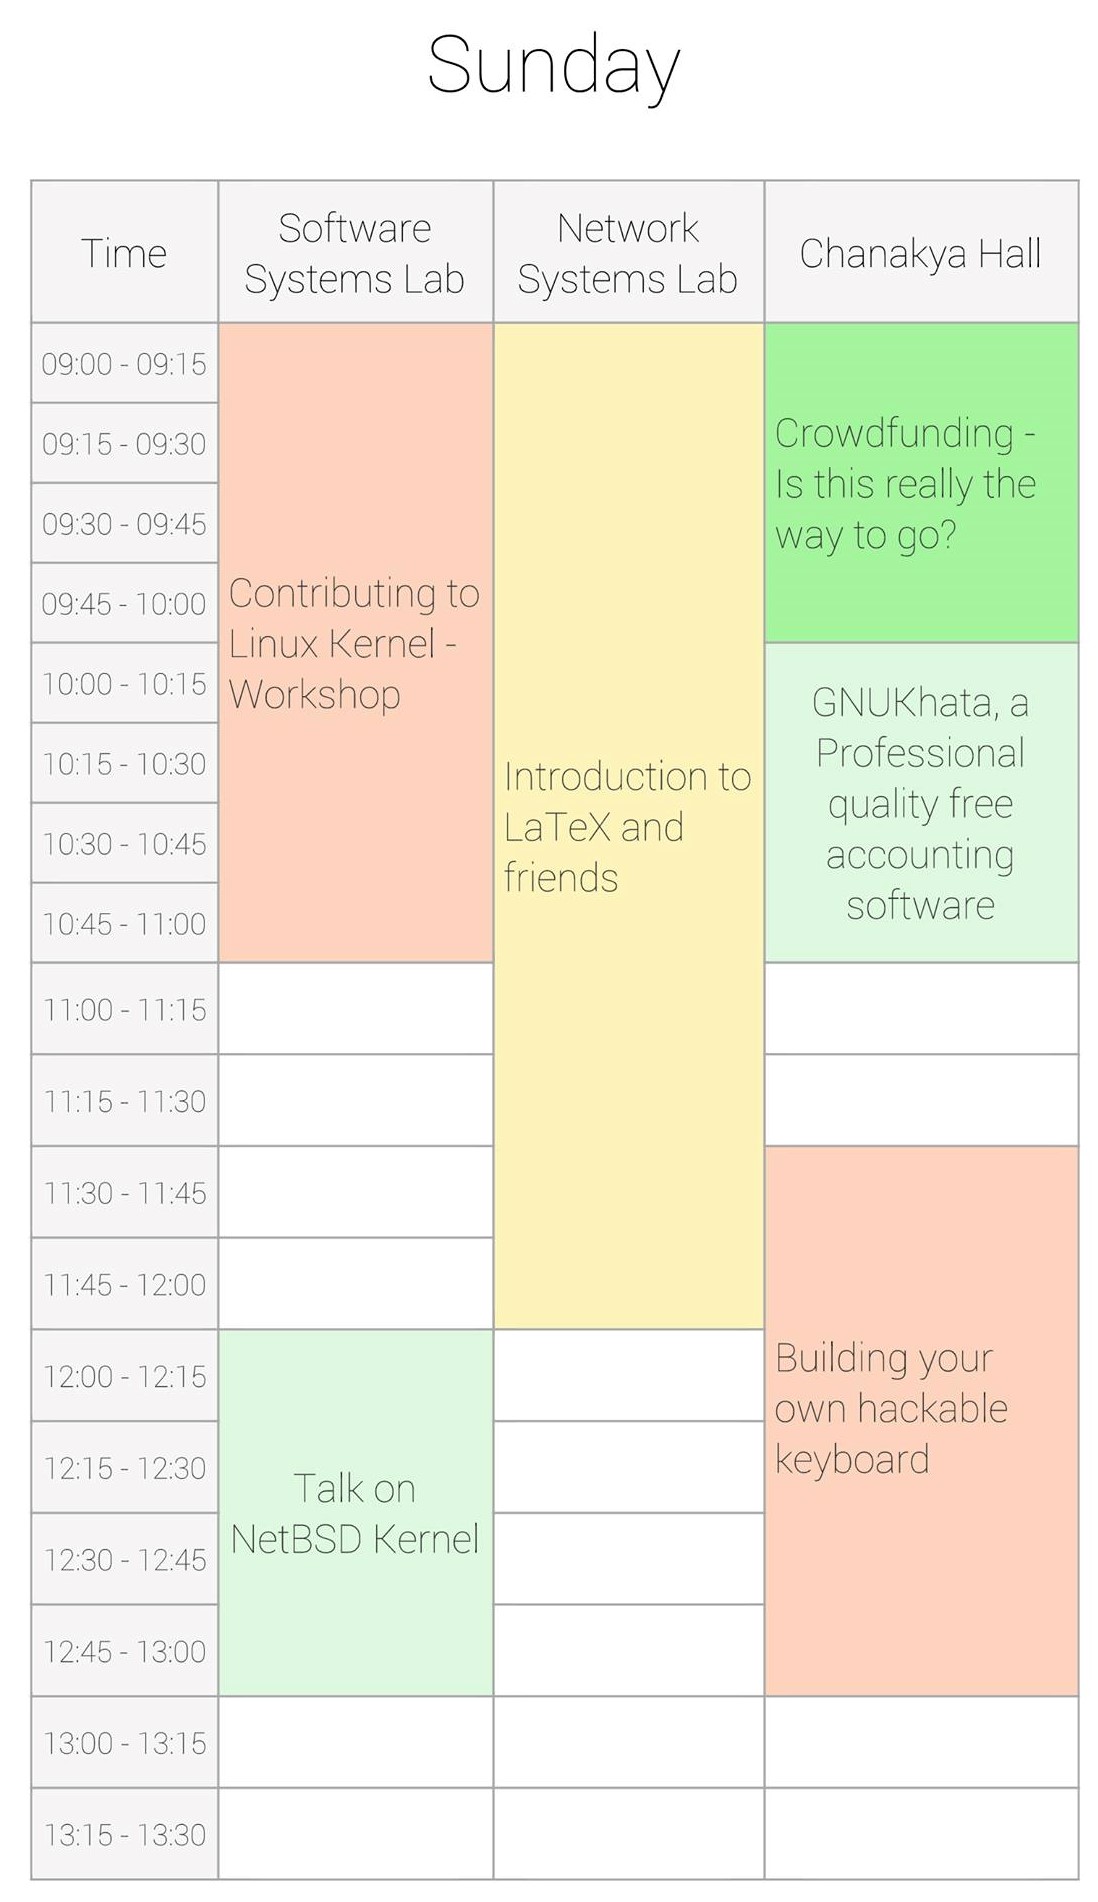 Sunday
Time
Software
Systems Lab
Network
Systems Lab
Chanakya Hall
09:00 - 09:15
09:15 - 09:30
09:30 - 09:45
09:45 - 10:00
10:00 - 10:15
10:15 - 10:30
10:30 - 10:45
10:45 - 11:00
11:00 - 11:15
11:15 - 11:30
11:30 - 11:45
11:45 - 12:00
12:00 - 12:15
12:15 - 12:30
12:30 - 12:45
12:45 - 13:00
13:00 - 13:15
13:15 - 13:30
Contributing to
Linux Kernel -
Workshop
Talk on
NetBSD Kernel
Introduction to
LaTeX and
friends
Crowdfunding -
Is this really the
way to go?
GNUKhata, a
Professional
quality free
accounting
software
Building your
own hackable
keyboard